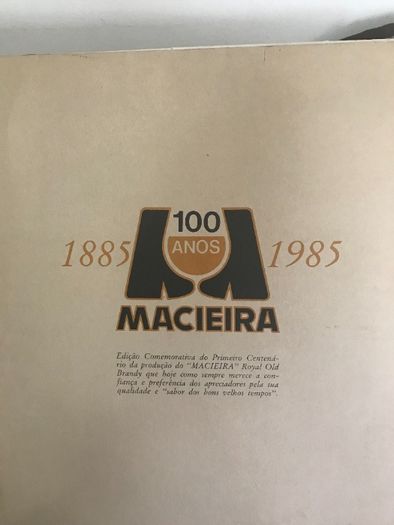 100
ANOS
1885 1985
MACIEIRA
Edição Comemorativa do Primeiro Centená-
rio da produção do "MACIEIRA" Royal Old
Brandy que hoje como sempre merece a con-
fiança e preferência dos apreciadores pela sua
qualidade e "sabor dos bons velhos tempos".